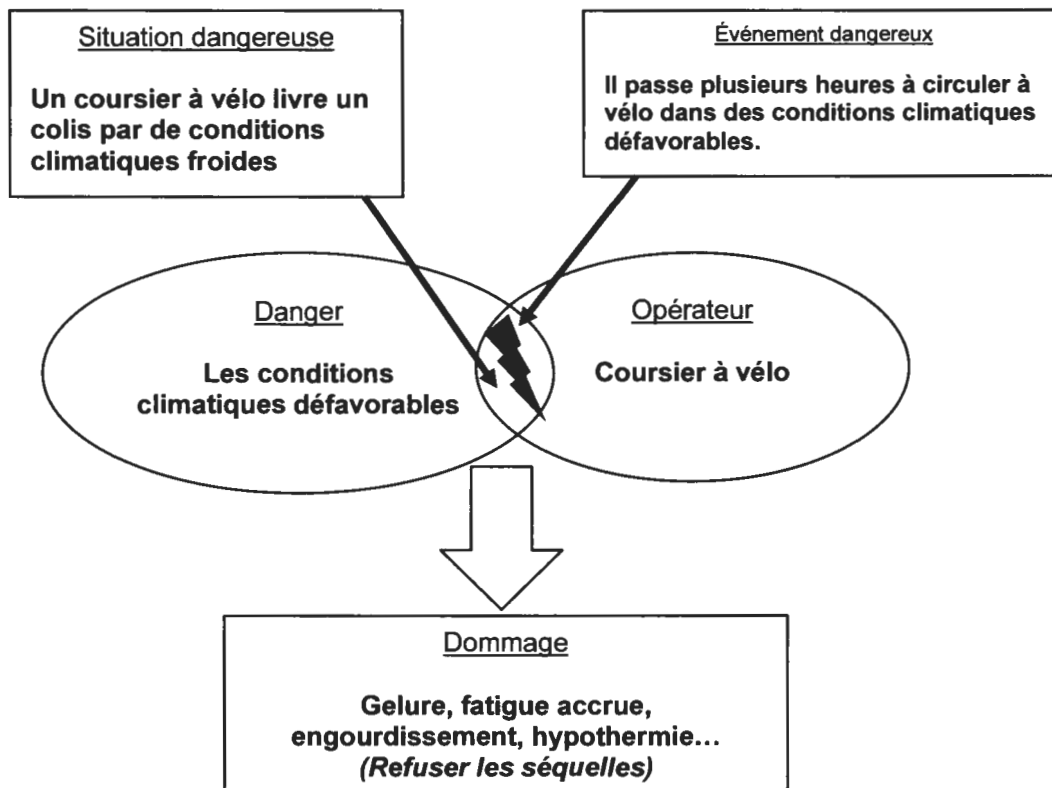 Situation dangereuse
Un coursier à vélo livre un
colis par de conditions
climatiques froides
Événement dangereux
Il passe plusieurs heures à circuler à
vélo dans des conditions climatiques
défavorables.
Danger
Les conditions
climatiques défavorables
Opérateur
Coursier à vélo
Dommage
Gelure, fatigue accrue,
engourdissement, hypothermie…
(Refuser les séquelles)